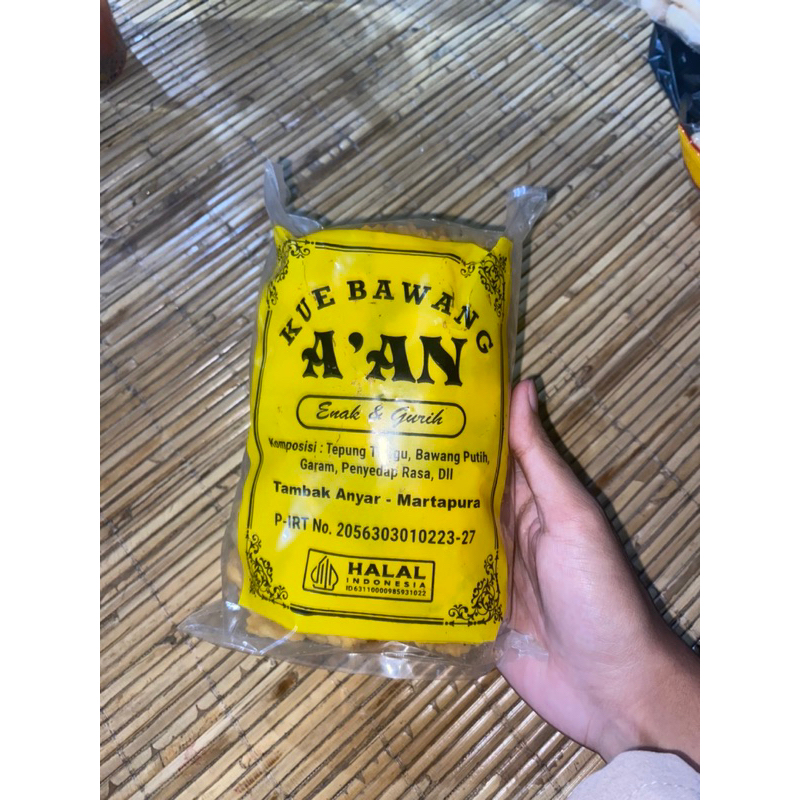 KUE BAWANG
A'AN
Enak & Gurih
Komposisi : Tepung Terigu, Bawang Putih,
Garam, Penyedap Rasa, Dll
Tambak Anyar - Martapura
P-IRT No. 2056303010223-27
HALAL
INDONESIA
ID63110000985931022